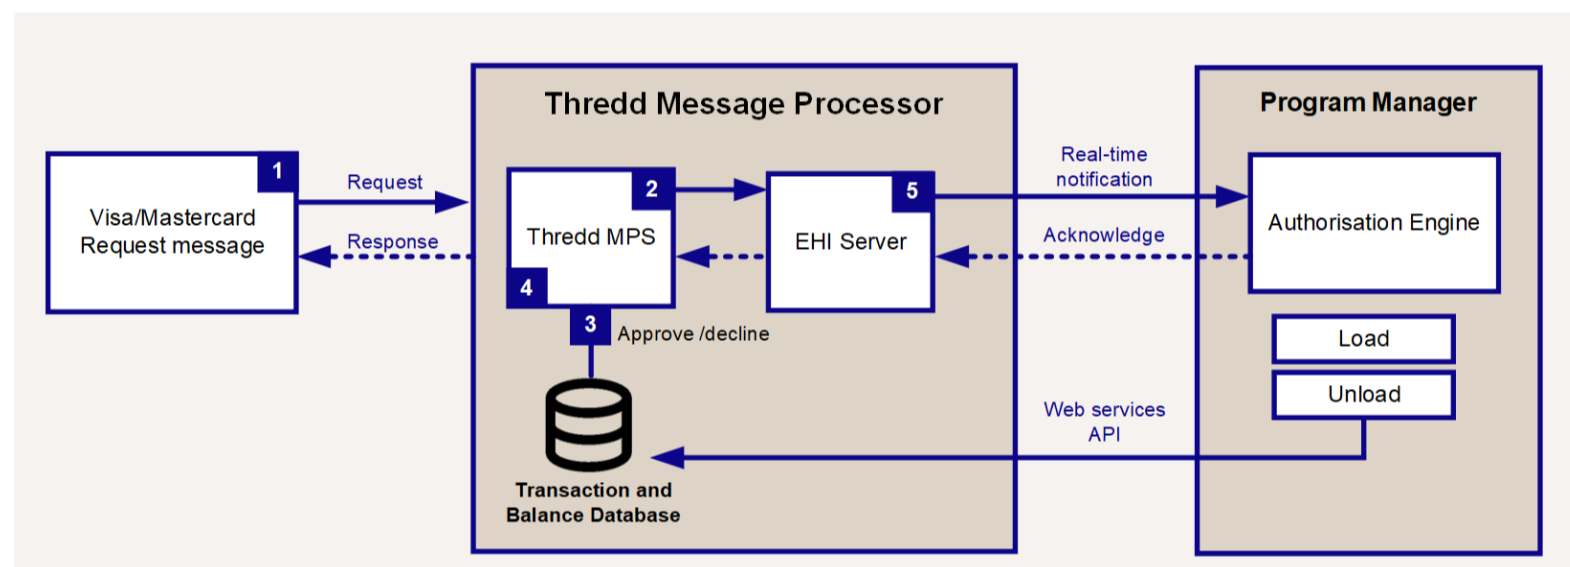 Thredd Message Processor
Program Manager
1
Visa/Mastercard
Request message
Request
Response
2
Thredd MPS
4
3
Approve /decline
5
EHI Server
Real-time
notification
Acknowledge
Authorisation Engine
Load
Unload
Web services
API
Transaction and
Balance Database